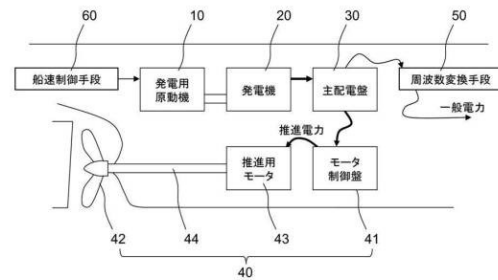 60
10
20
30
50
船速制御手段
発電用
原動機
発電機
主配電盤
周波数変換手段
一般電力
推進電力
推進用
モータ
モータ
制御盤
42
44
43
41
40